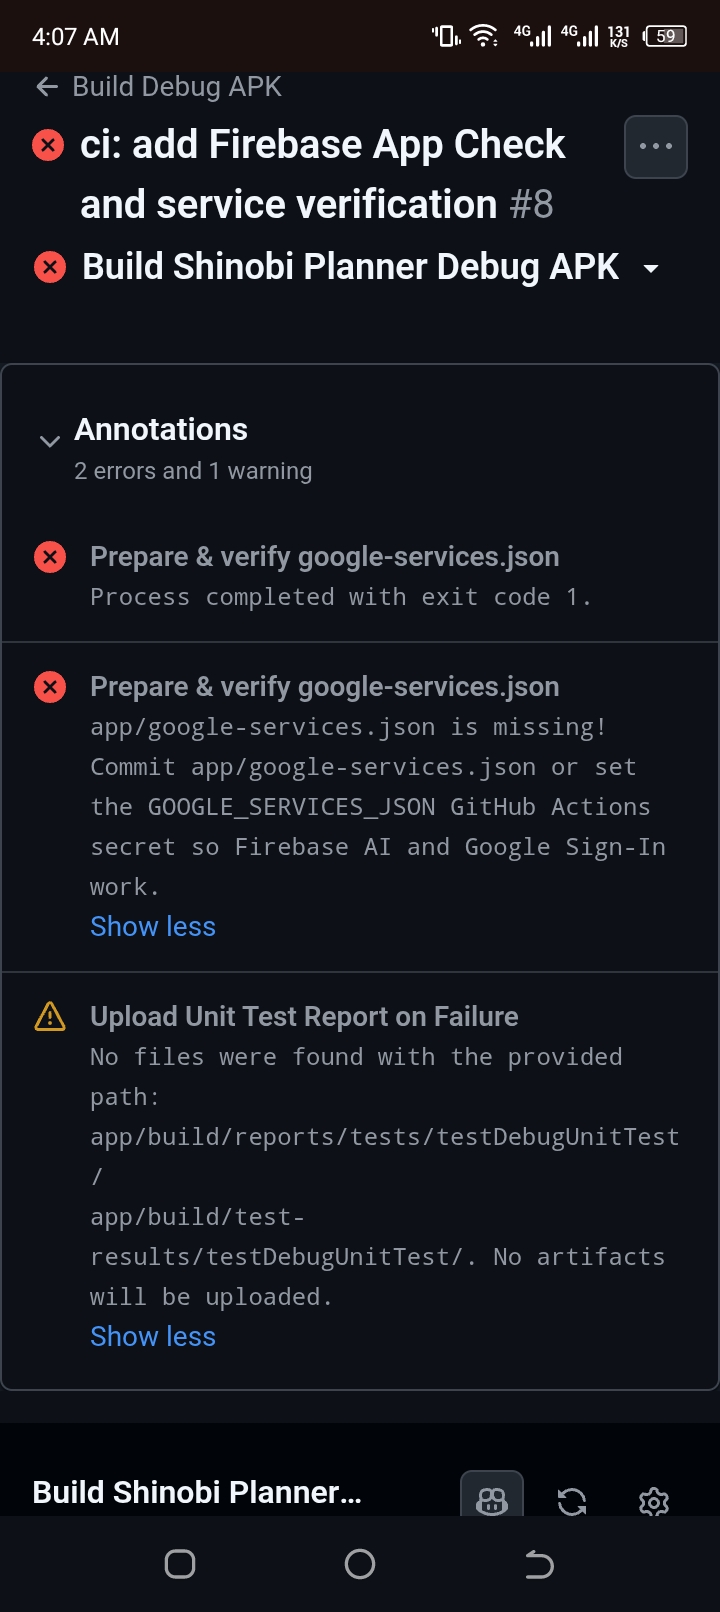 4:07 AM
4G 4G 131 K/S 59
Build Debug APK
ci: add Firebase App Check
and service verification #8
Build Shinobi Planner Debug APK
Annotations
2 errors and 1 warning
Prepare & verify google-services.json
Process completed with exit code 1.
Prepare & verify google-services.json
app/google-services.json is missing!
Commit app/google-services.json or set
the GOOGLE_SERVICES_JSON GitHub Actions
secret so Firebase AI and Google Sign-In
work.
Show less
Upload Unit Test Report on Failure
No files were found with the provided
path:
app/build/reports/tests/testDebugUnitTest
/
app/build/test-
results/testDebugUnitTest/. No artifacts
will be uploaded.
Show less
Build Shinobi Planner...